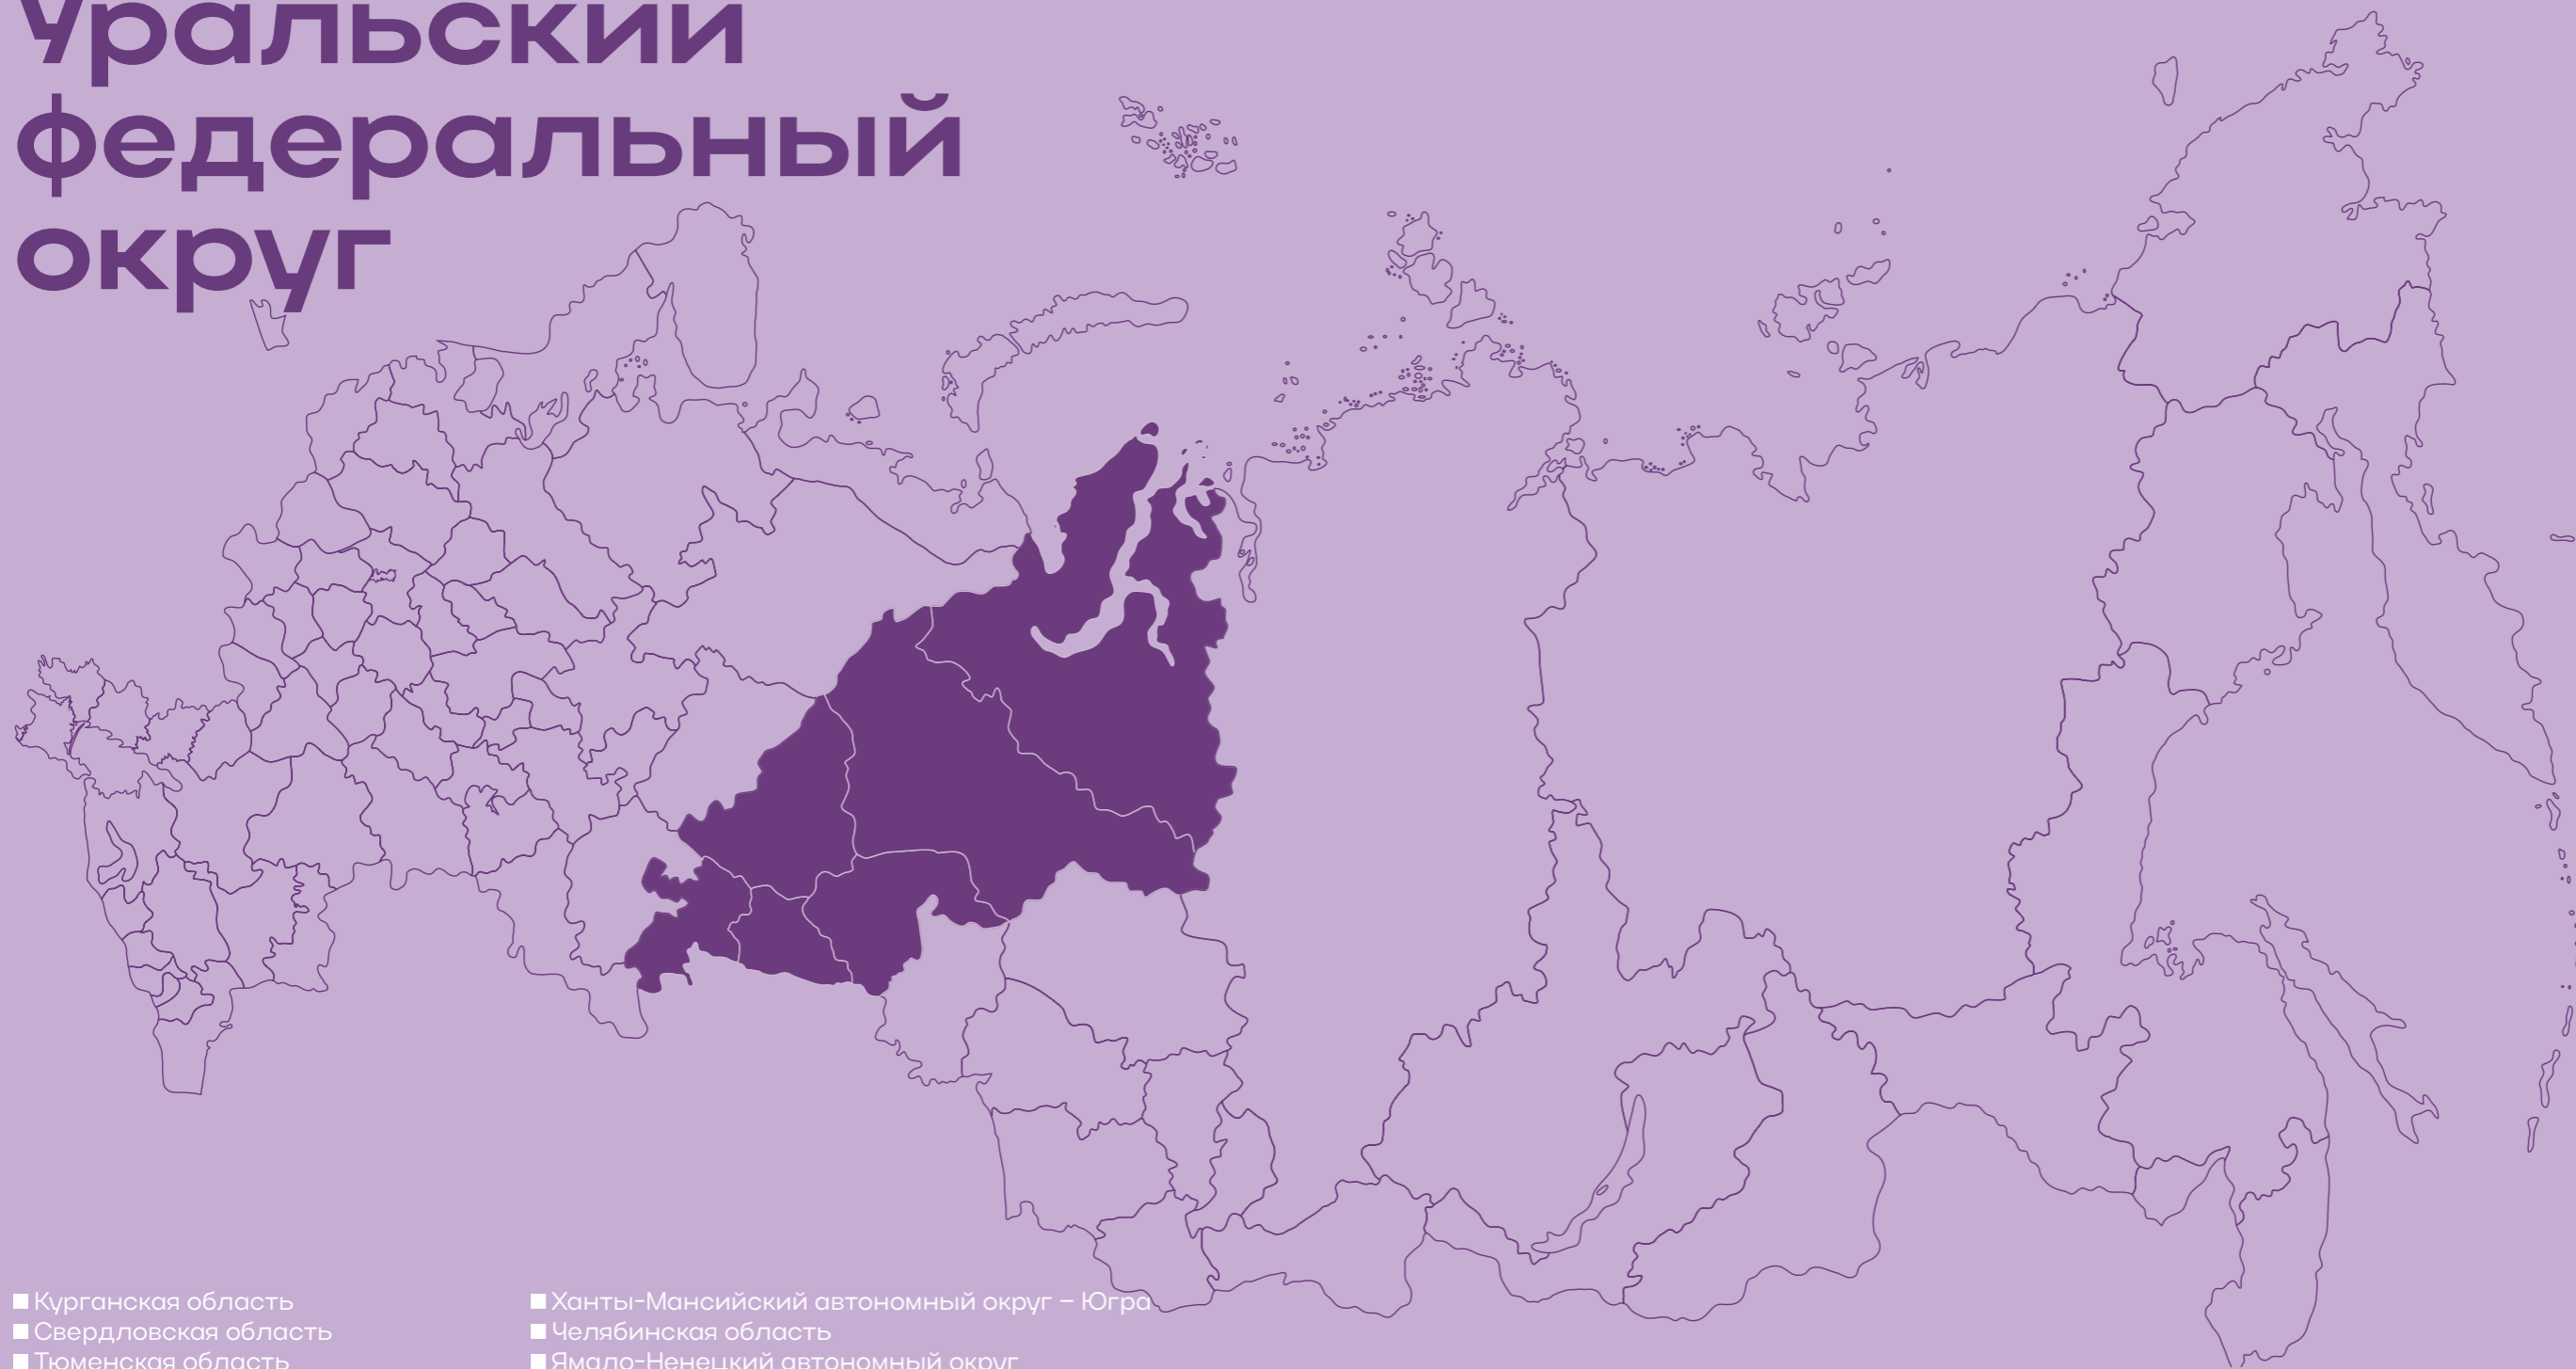 Уральский
федеральный
округ
Курганская область
Свердловская область
Тюменская область
Ханты-Мансийский автономный округ – Югра
Челябинская область
Ямало-Ненецкий автономный округ